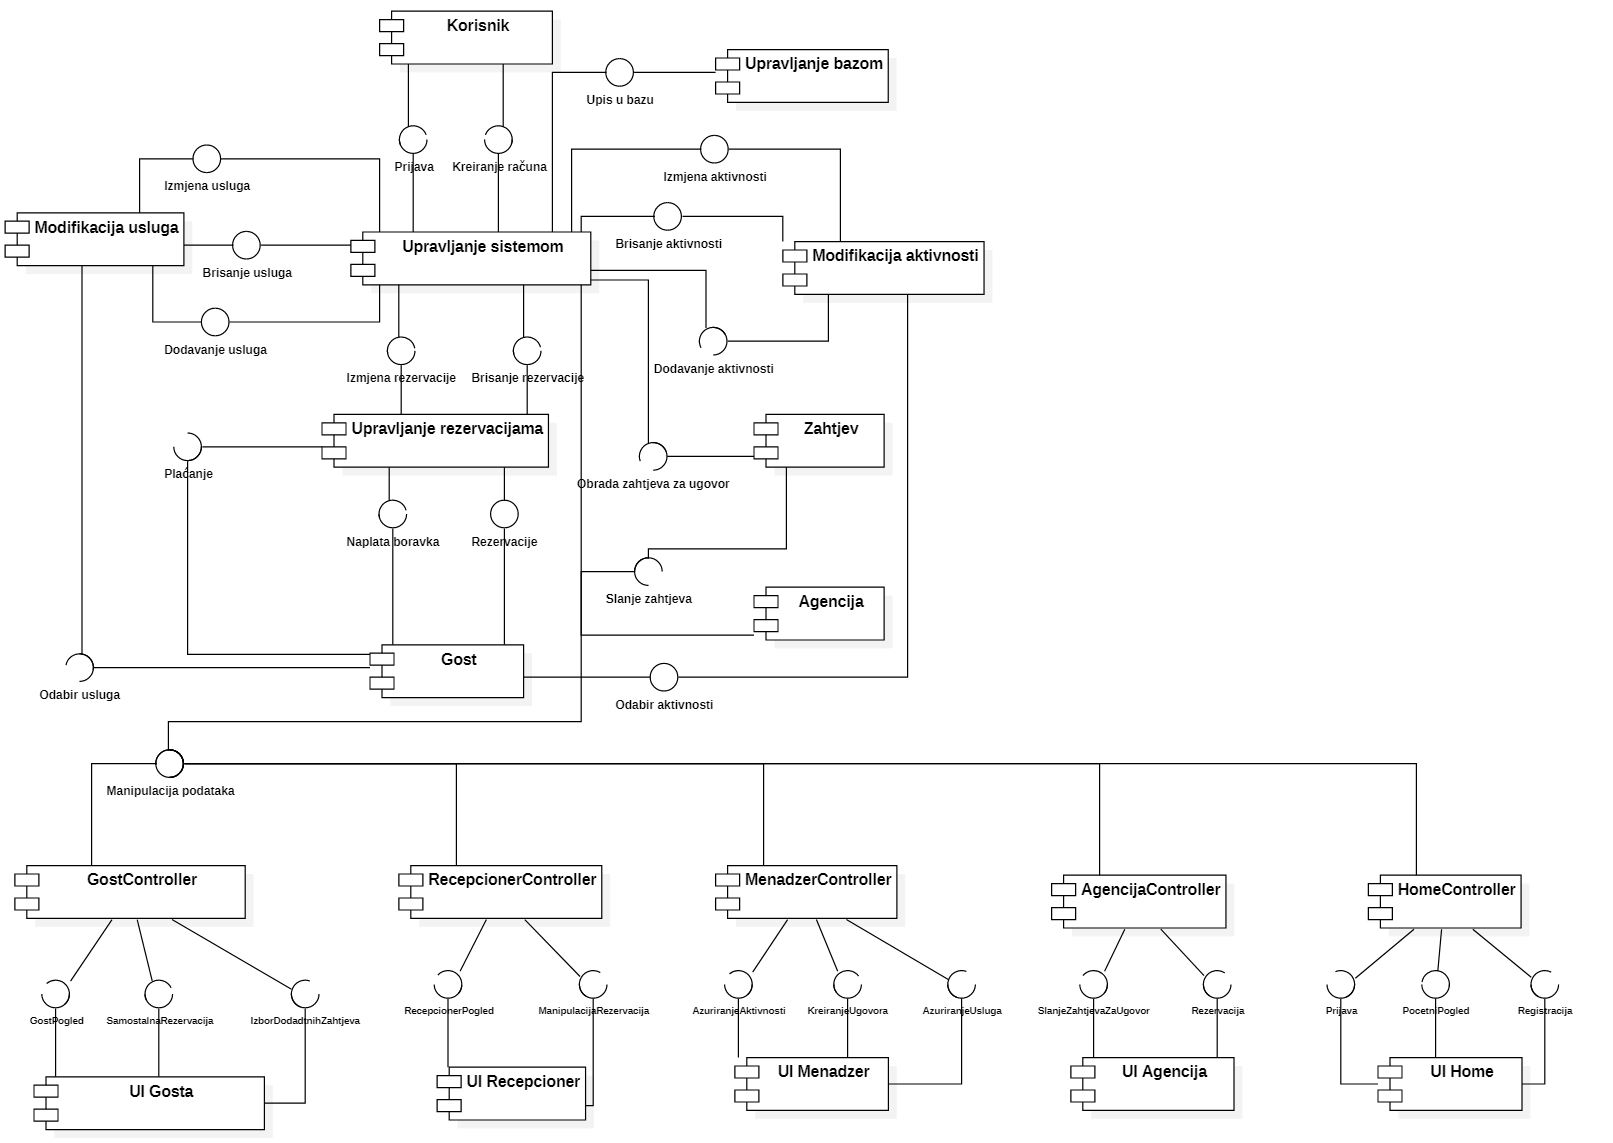 Korisnik
Upravljanje bazom
Upis u bazu
Prijava
Kreiranje računa
Izmjena aktivnosti
Izmjena usluga
Modifikacija usluga
Brisanje aktivnosti
Upravljanje sistemom
Modifikacija aktivnosti
Brisanje usluga
Dodavanje usluga
Dodavanje aktivnosti
Izmjena rezervacije
Brisanje rezervacije
Upravljanje rezervacijama
Zahtjev
Plaćanje
Obrada zahtjeva za ugovor
Naplata boravka
Rezervacije
Slanje zahtjeva
Agencija
Gost
Odabir usluga
Odabir aktivnosti
Manipulacija podataka
GostController
RecepcionerController
MenadzerController
AgencijaController
HomeController
GostPogled
SamostalnaRezervacija
IzborDodadtnihZahtjeva
RecepcionerPogled
ManipulacijaRezervacija
AzuriranjeAktivnosti
KreiranjeUgovora
AzuriranjeUsluga
SlanjeZahtjevaZaUgovor
Rezervacija
Prijava
PocetniPogled
Registracija
UI Gosta
UI Recepcioner
UI Menadzer
UI Agencija
UI Home